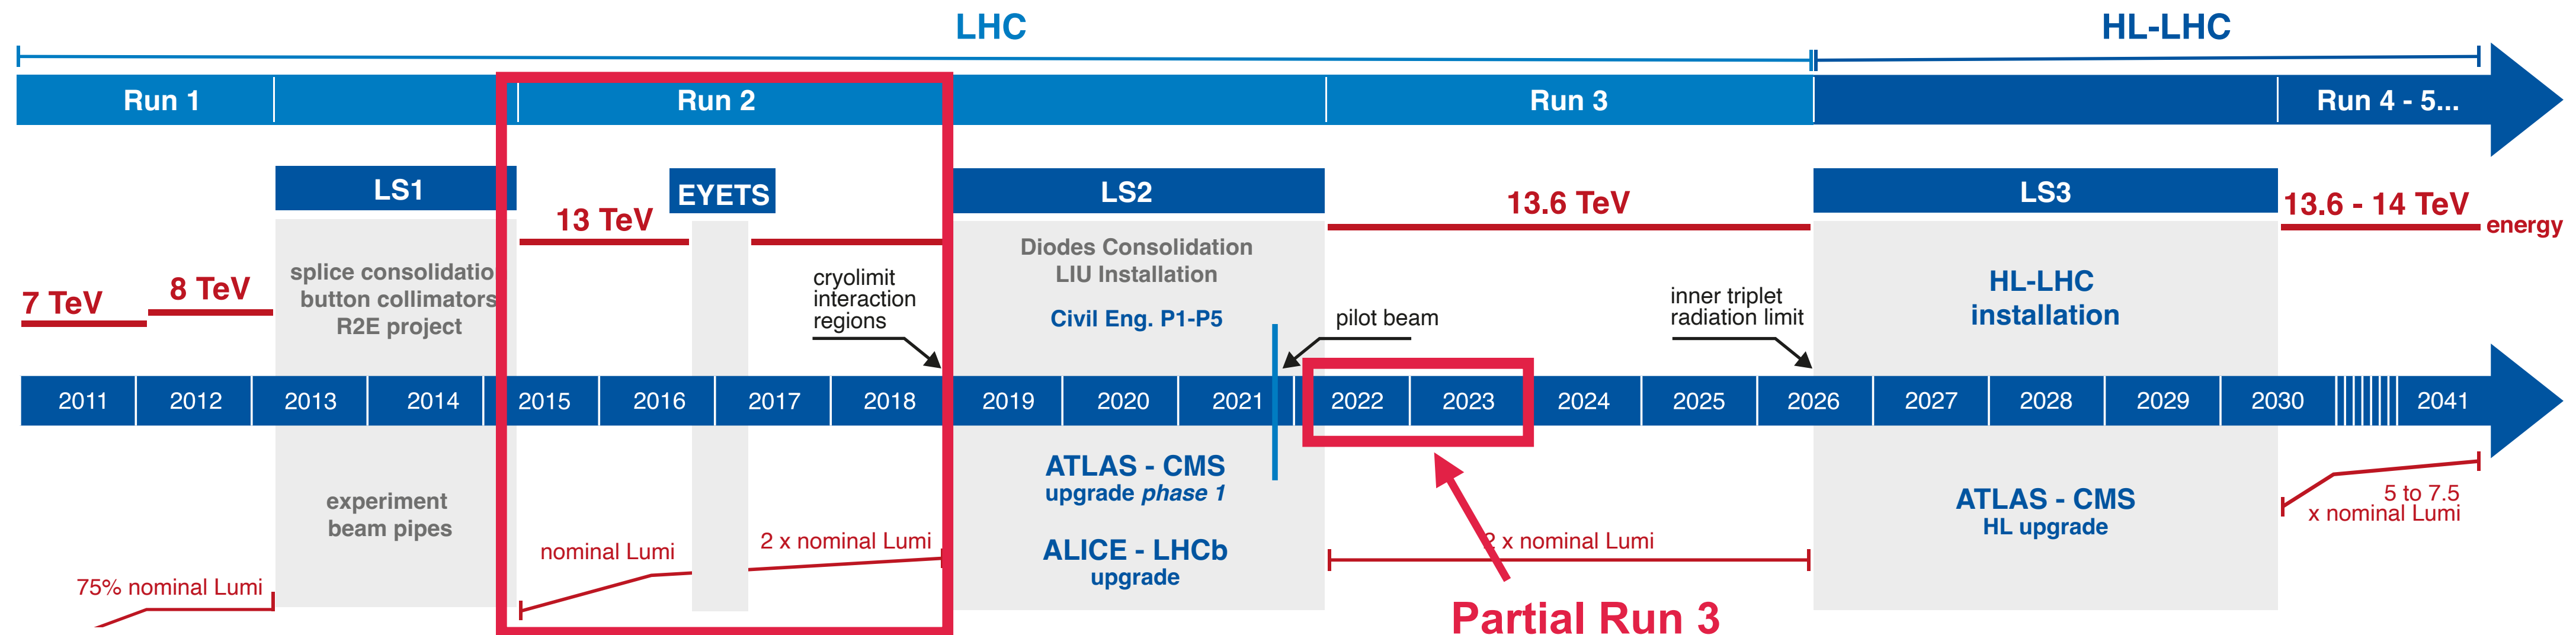 LHC
HL-LHC
Run 1
Run 2
Run 3
Run 4 - 5...
LS1
EYETS
LS2
LS3
13 TeV
13.6 TeV
13.6 - 14 TeV
energy
7 TeV
8 TeV
splice consolidatio
button collimators
R2E project
cryolimit
interaction
regions
Diodes Consolidation
LIU Installation
Civil Eng. P1-P5
pilot beam
inner triplet
radiation limit
HL-LHC
installation
2011
2012
2013
2014
2015
2016
2017
2018
2019
2020
2021
2022
2023
2024
2025
2026
2027
2028
2029
2030
2041
experiment
beam pipes
75% nominal Lumi
nominal Lumi
2 x nominal Lumi
ATLAS - CMS
upgrade phase 1
ALICE - LHCb
upgrade
2 x nominal Lumi
Partial Run 3
ATLAS - CMS
HL upgrade
5 to 7.5
x nominal Lumi